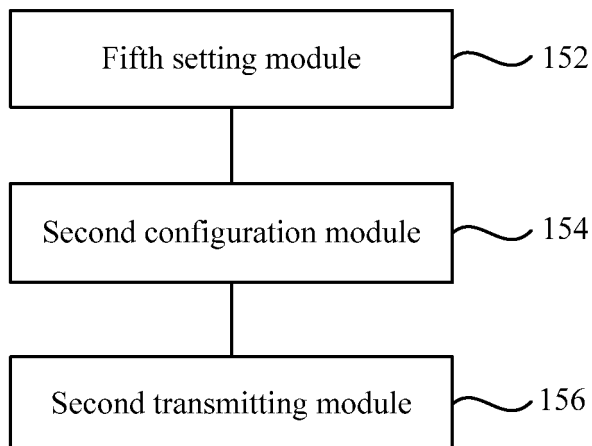 Fifth setting module 152
Second configuration module 154
Second transmitting module 156